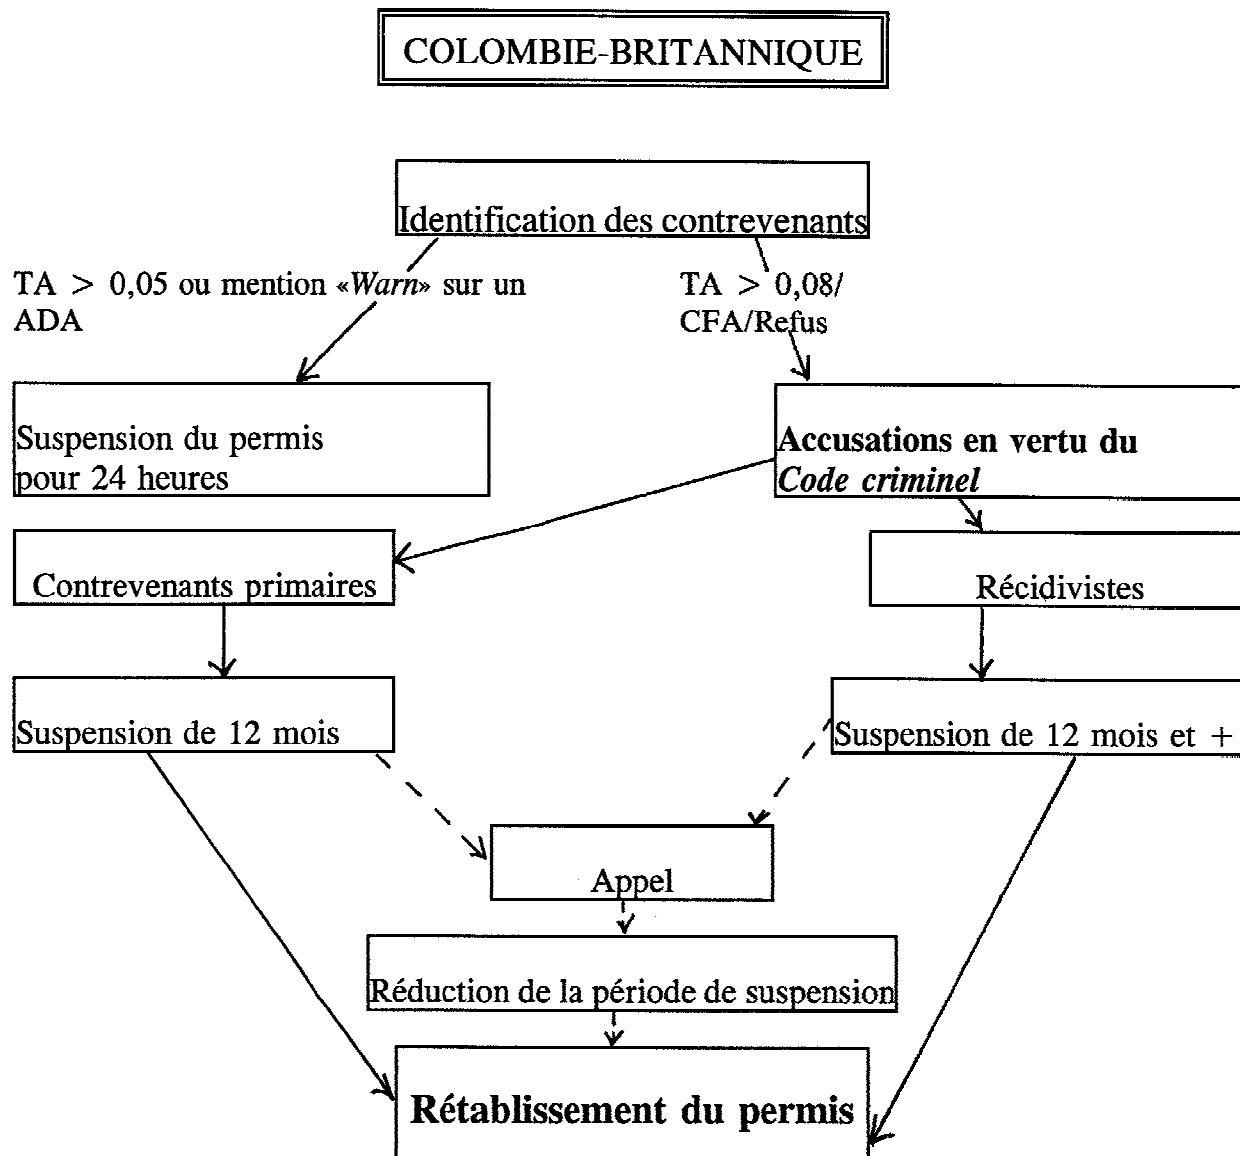 COLOMBIE-BRITANNIQUE
Identification des contrevenants
TA > 0,05 ou mention «Warn» sur un
ADA
TA > 0,08/
CFA/Refus
Suspension du permis
pour 24 heures
Accusations en vertu du
Code criminel
Contrevenants primaires
Récidivistes
Suspension de 12 mois
Suspension de 12 mois et +
Appel
Réduction de la période de suspension
Rétablissement du permis